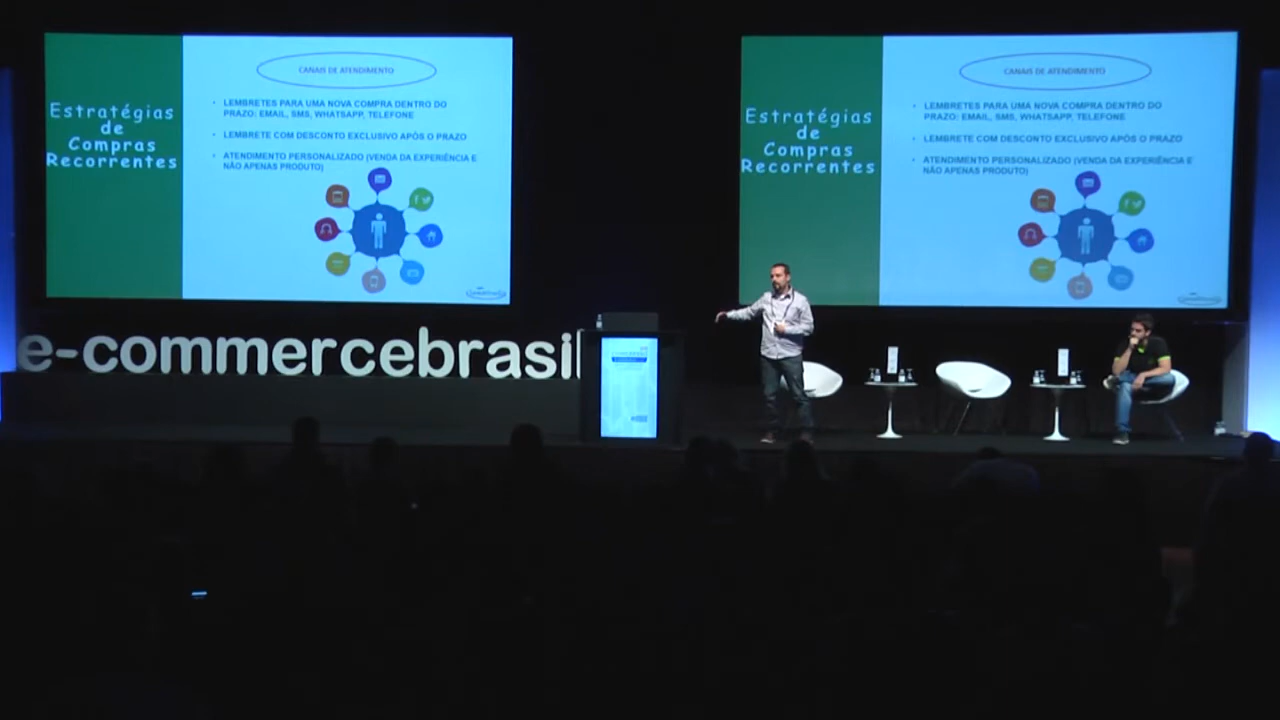 CANAIS DE ATENDIMENTO
Estratégias
de
Compras
Recorrentes
• LEMBRETES PARA UMA NOVA COMPRA DENTRO DO
PRAZO: EMAIL, SMS, WHATSAPP, TELEFONE
• LEMBRETE COM DESCONTO EXCLUSIVO APÓS O PRAZO
• ATENDIMENTO PERSONALIZADO (VENDA DA EXPERIÊNCIA E
NÃO APENAS PRODUTO)
CANAIS DE ATENDIMENTO
Estratégias
de
Compras
Recorrentes
• LEMBRETES PARA UMA NOVA COMPRA DENTRO DO
PRAZO: EMAIL, SMS, WHATSAPP, TELEFONE
• LEMBRETE COM DESCONTO EXCLUSIVO APÓS O PRAZO
• ATENDIMENTO PERSONALIZADO (VENDA DA EXPERIÊNCIA E
NÃO APENAS PRODUTO)
e-commercebrasil